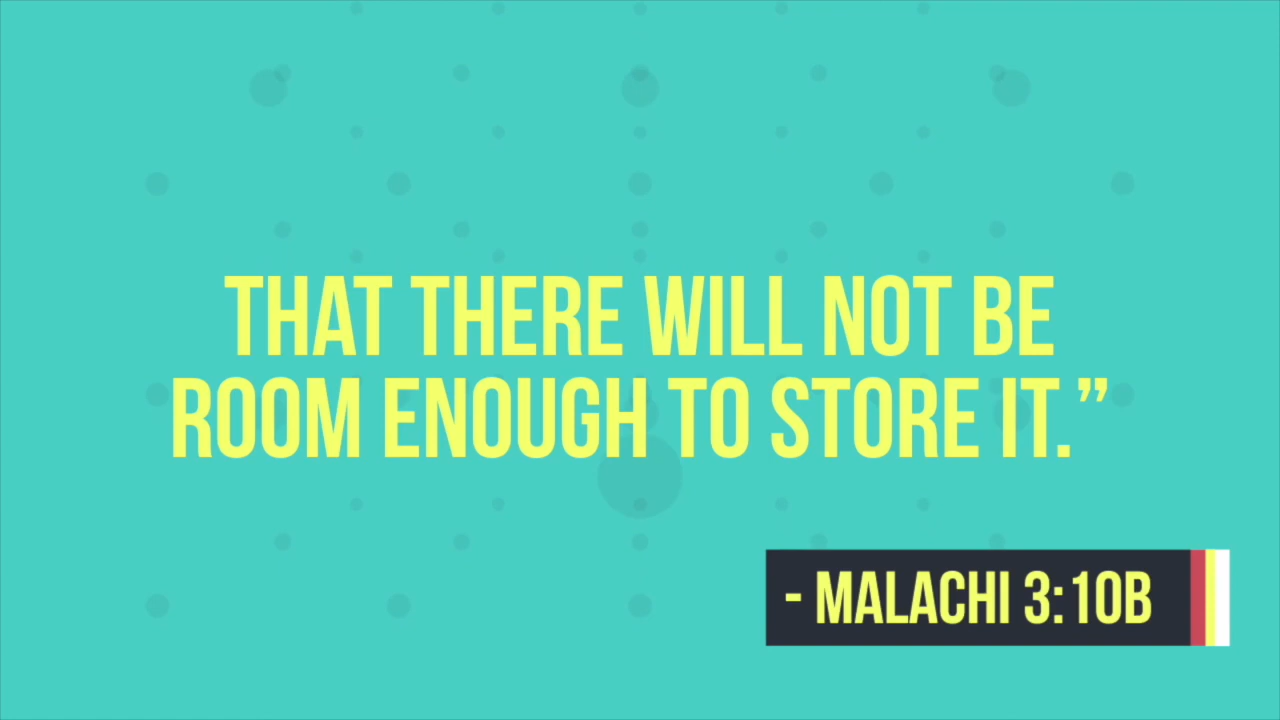 THAT THERE WILL NOT BE
ROOM ENOUGH TO STORE IT.”
- MALACHI 3:10B